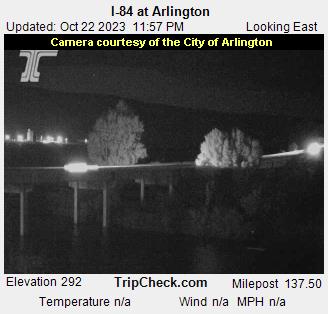 I-84 at Arlington
Updated: Oct 22 2023 11:57 PM Looking East
Camera courtesy of the City of Arlington
Elevation 292 TripCheck.com Milepost 137.50
Temperature n/a Wind n/a MPH n/a